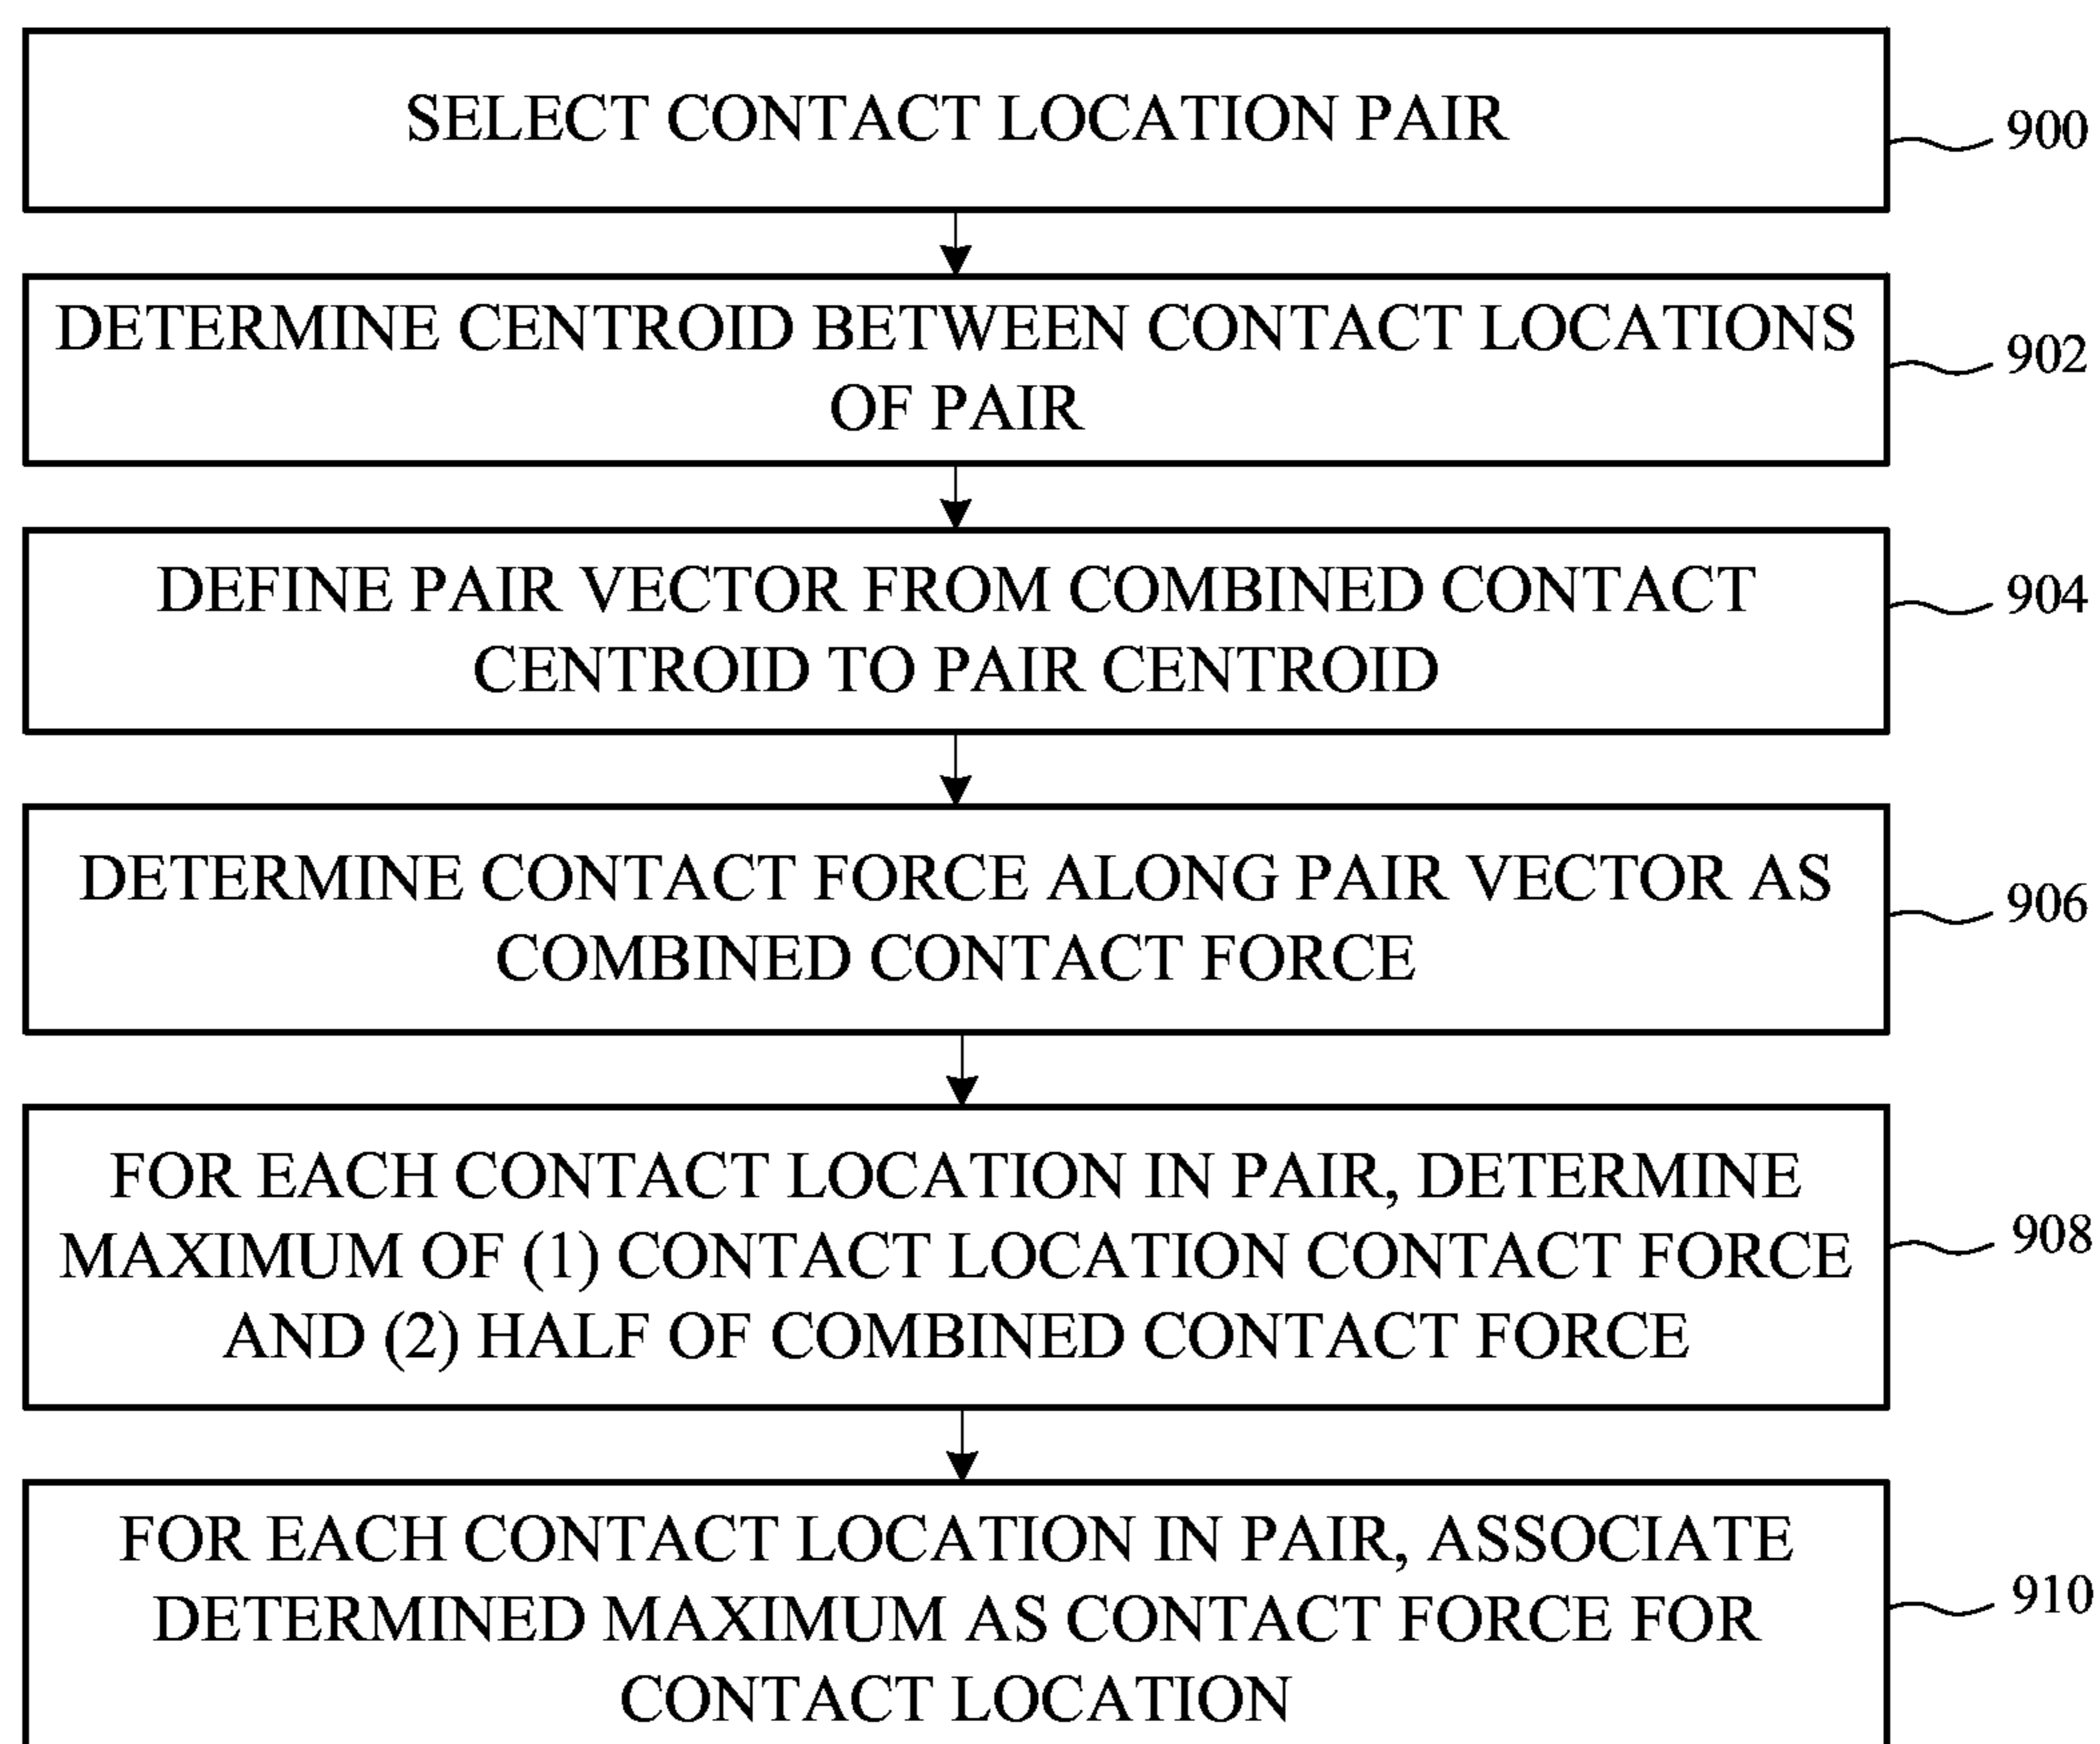 SELECT CONTACT LOCATION PAIR
900
DETERMINE CENTROID BETWEEN CONTACT LOCATIONS
OF PAIR
902
DEFINE PAIR VECTOR FROM COMBINED CONTACT
CENTROID TO PAIR CENTROID
904
DETERMINE CONTACT FORCE ALONG PAIR VECTOR AS
COMBINED CONTACT FORCE
906
FOR EACH CONTACT LOCATION IN PAIR, DETERMINE
MAXIMUM OF (1) CONTACT LOCATION CONTACT FORCE
AND (2) HALF OF COMBINED CONTACT FORCE
908
FOR EACH CONTACT LOCATION IN PAIR, ASSOCIATE
DETERMINED MAXIMUM AS CONTACT FORCE FOR
CONTACT LOCATION
910